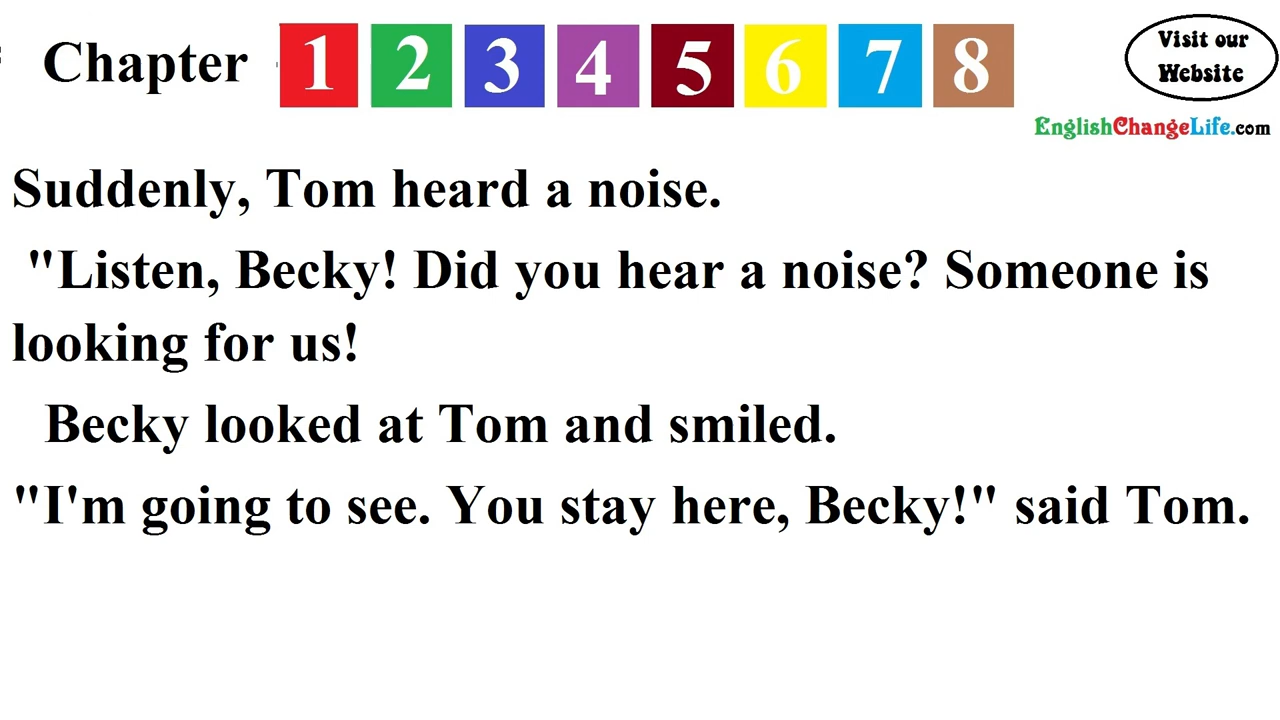 Chapter 1 2 3 4 5 6 7 8
Visit our
Website
EnglishChangeLife.com
Suddenly, Tom heard a noise.
"Listen, Becky! Did you hear a noise? Someone is
looking for us!
Becky looked at Tom and smiled.
"I'm going to see. You stay here, Becky!" said Tom.